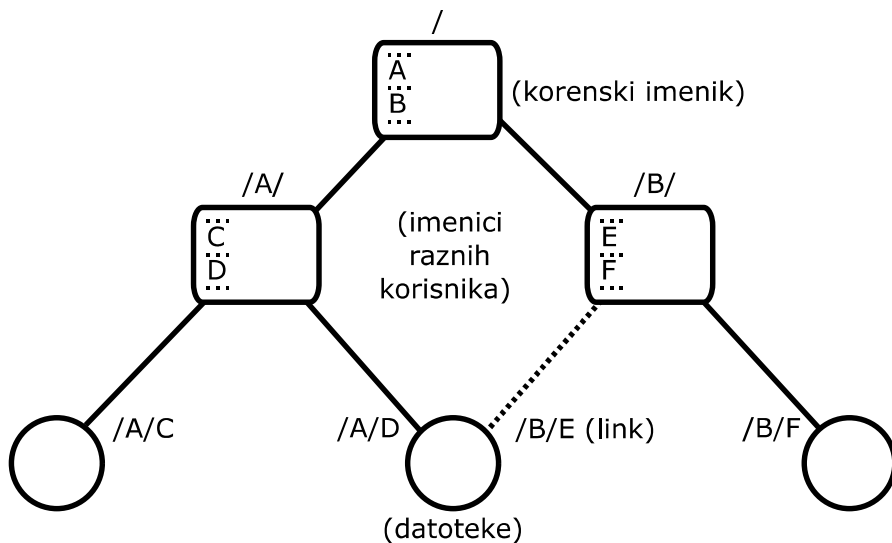 /
A
B
(korenski imenik)
/A/
/B/
C
D
(imenici
raznih
korisnika)
E
F
/A/C
/A/D
/B/E (link)
/B/F
(datoteke)